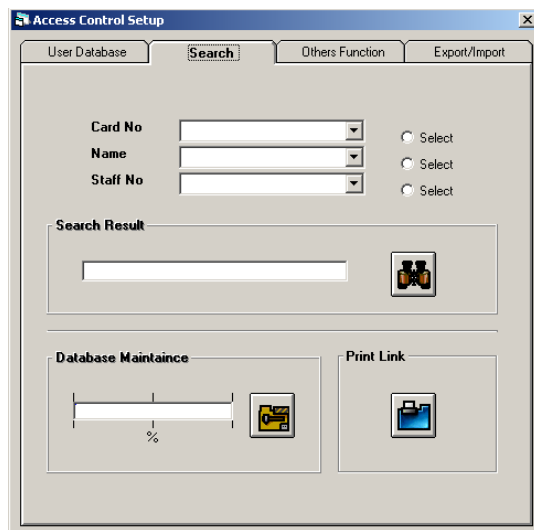 Access Control Setup
User Database Search Others Function Export/Import
Card No Select
Name Select
Staff No Select
Search Result
Database Maintaince Print Link
%